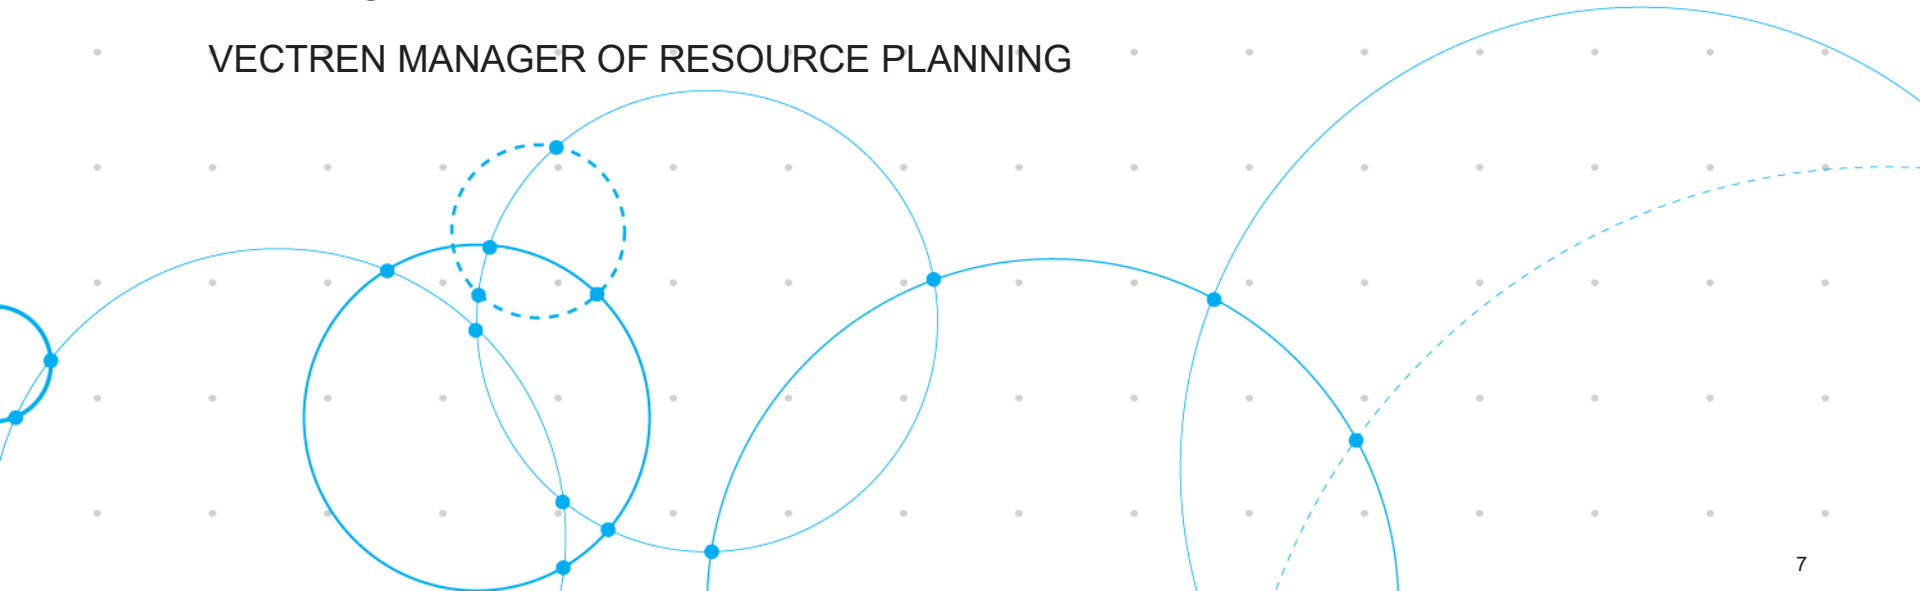 VECTREN MANAGER OF RESOURCE PLANNING
7